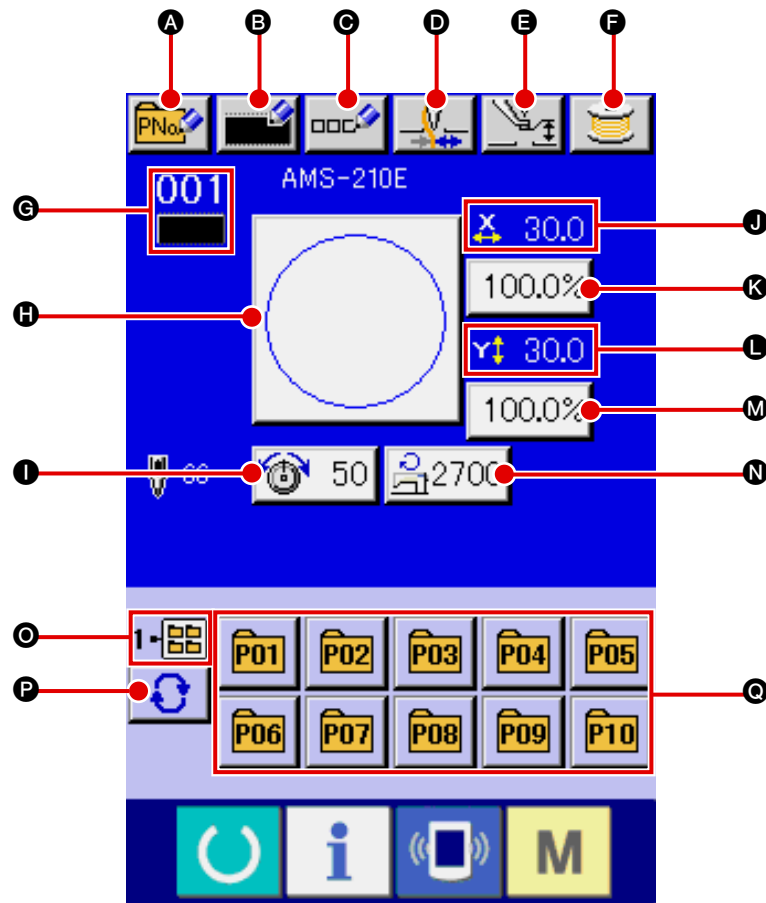 A B C D E F
PNo.
001 AMS-210E
G
X 30.0 J
100.0% K
H
Y 30.0 L
100.0% M
I 50 2700 N
O 1
P01 P02 P03 P04 P05
P Q
P06 P07 P08 P09 P10
i M